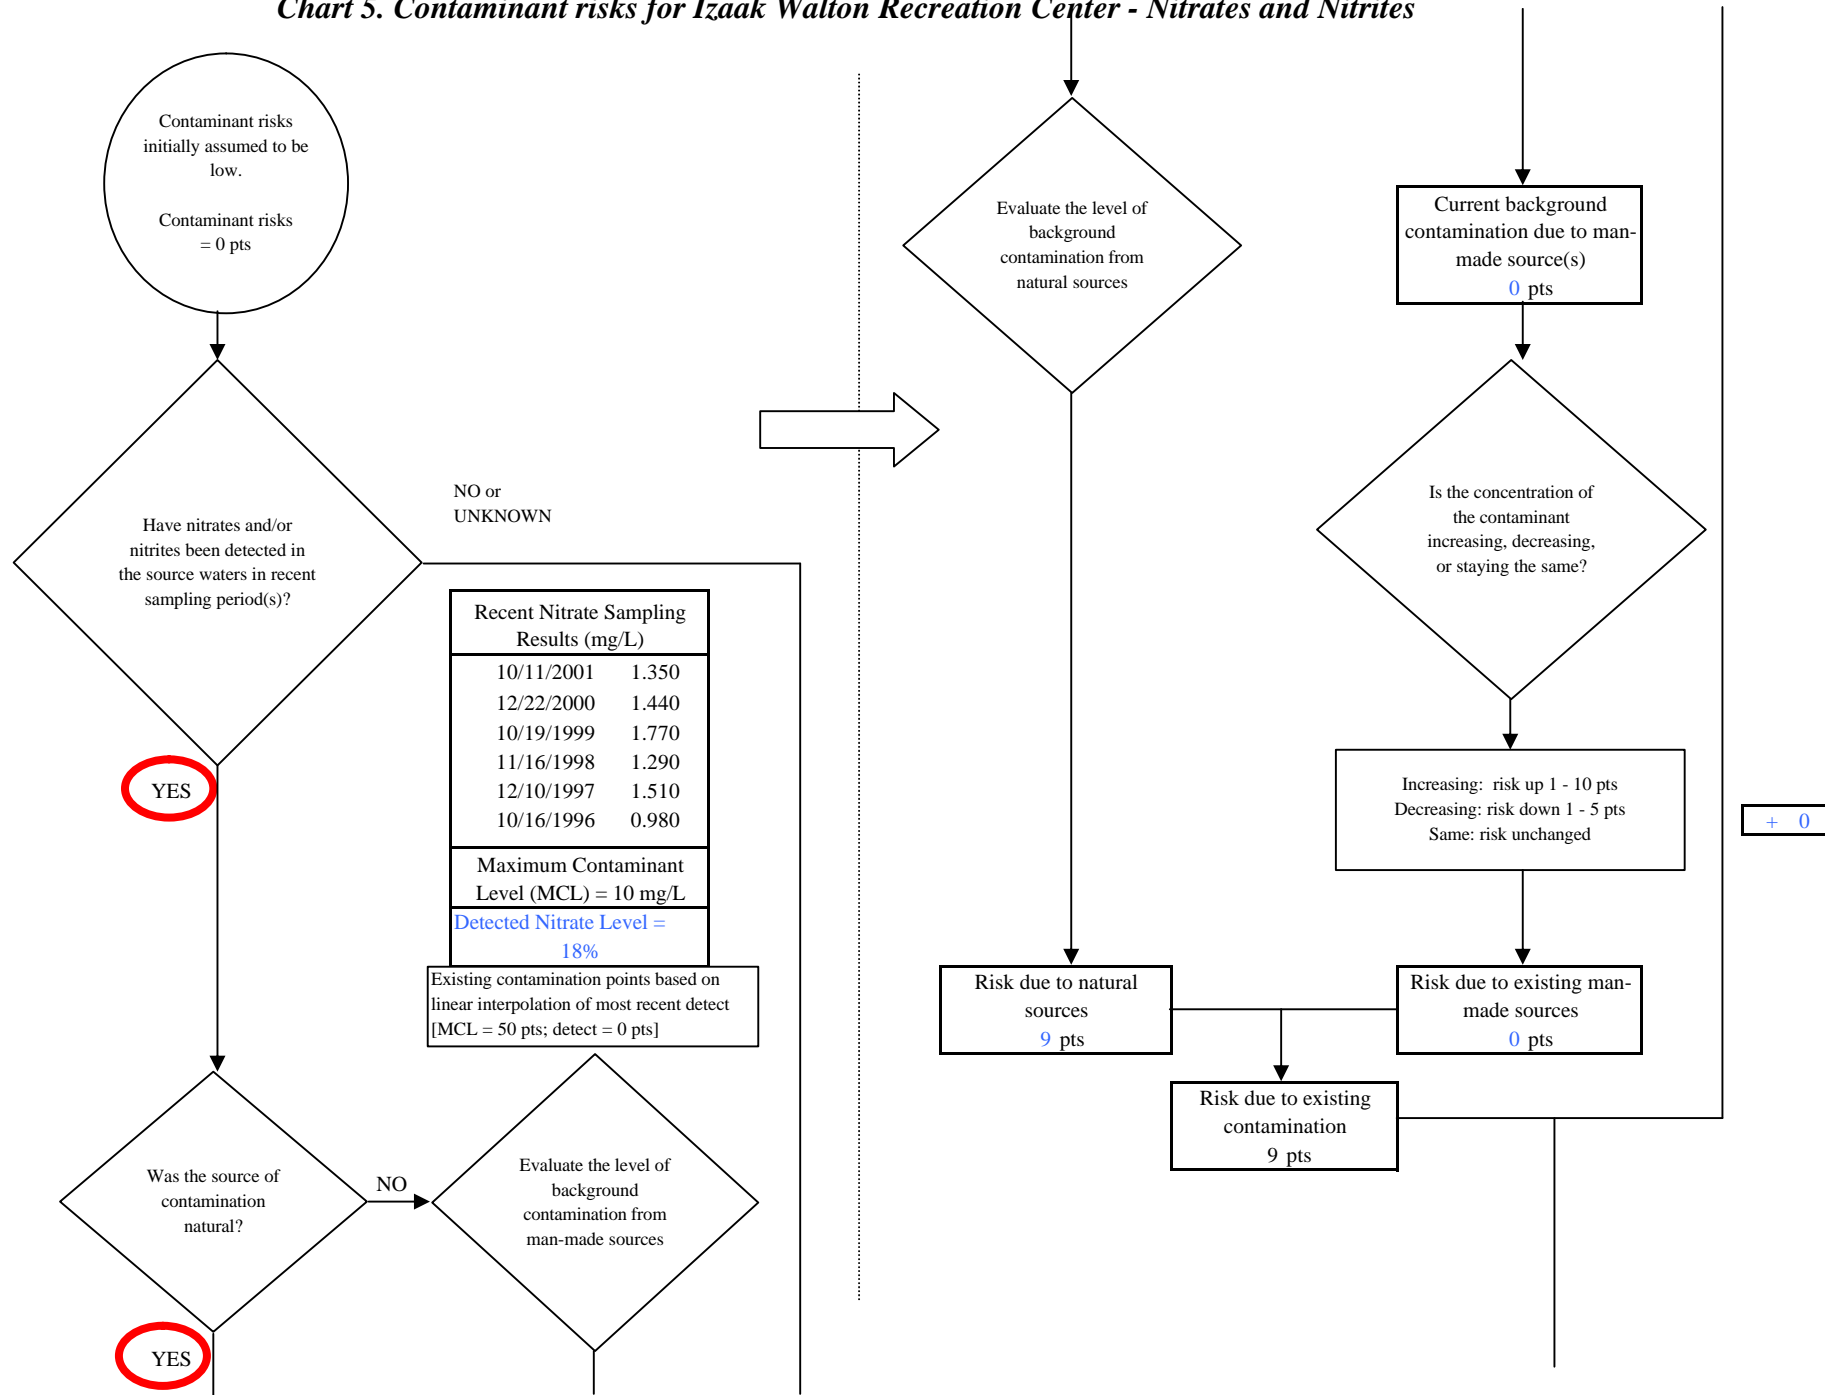 Chart 5. Contaminant risks for Izaak Walton Recreation Center - Nitrates and Nitrites
Contaminant risks
initially assumed to be
low.
Contaminant risks
= 0 pts
Have nitrates and/or
nitrites been detected in
the source waters in recent
sampling period(s)?
NO or
UNKNOWN
YES
Recent Nitrate Sampling
Results (mg/L)
10/11/2001 1.350
12/22/2000 1.440
10/19/1999 1.770
11/16/1998 1.290
12/10/1997 1.510
10/16/1996 0.980
Maximum Contaminant
Level (MCL) = 10 mg/L
Detected Nitrate Level =
18%
Existing contamination points based on
linear interpolation of most recent detect
[MCL = 50 pts; detect = 0 pts]
Was the source of
contamination
natural?
NO
YES
Evaluate the level of
background
contamination from
man-made sources
Evaluate the level of
background
contamination from
natural sources
Current background
contamination due to man-
made source(s)
0 pts
Is the concentration of
the contaminant
increasing, decreasing,
or staying the same?
Increasing: risk up 1 - 10 pts
Decreasing: risk down 1 - 5 pts
Same: risk unchanged
+ 0
Risk due to natural
sources
9 pts
Risk due to existing man-
made sources
0 pts
Risk due to existing
contamination
9 pts